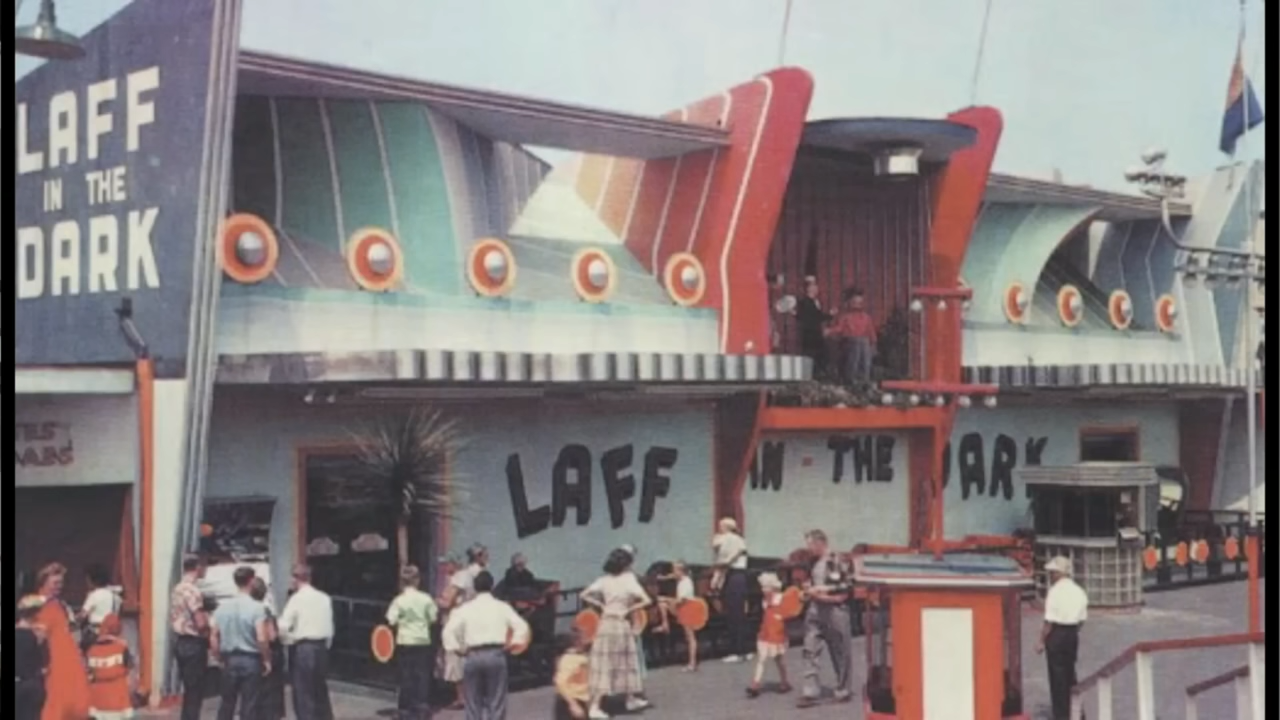 LAFF
IN THE
DARK
LAFF IN THE DARK